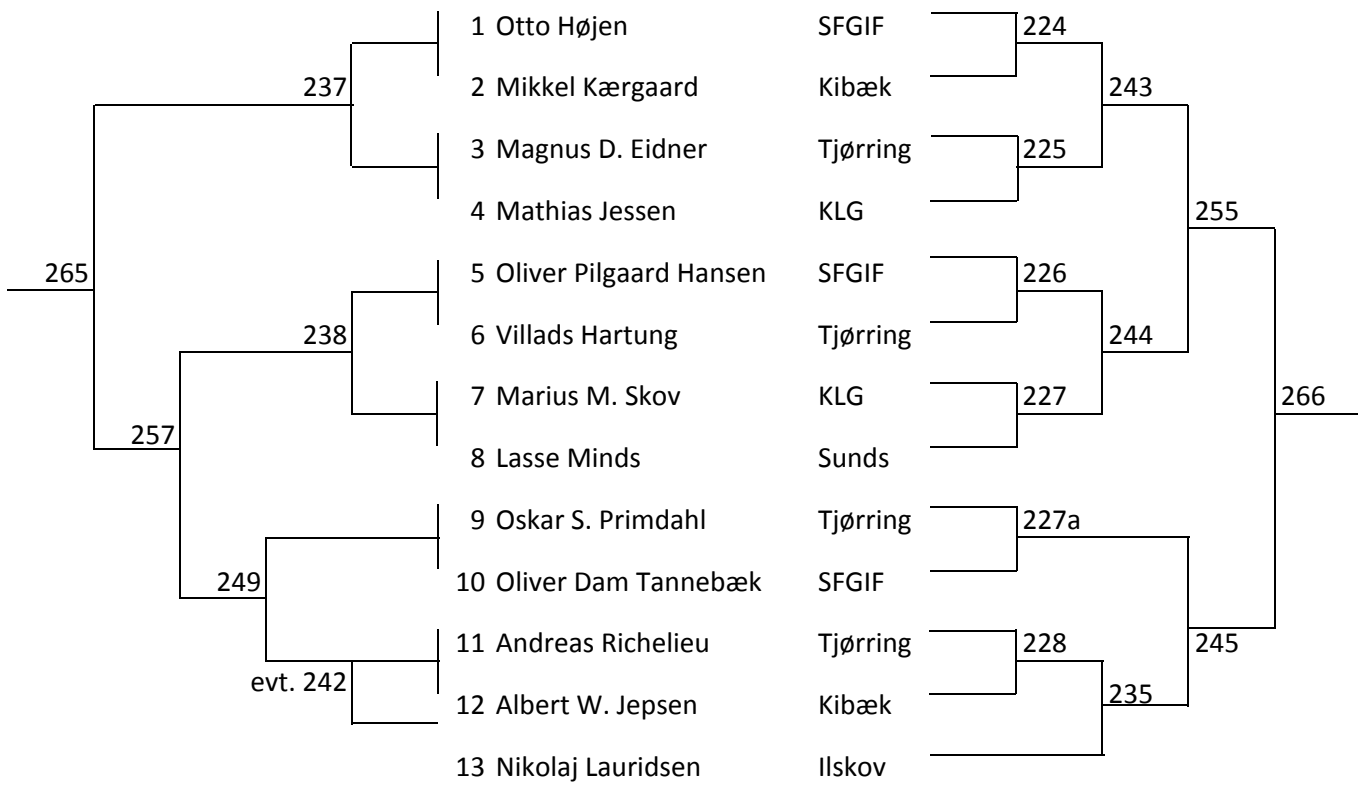 1 Otto Højen SFGIF 224
237 2 Mikkel Kærgaard Kibæk 243
3 Magnus D. Eidner Tjørring 225
4 Mathias Jessen KLG 255
265 5 Oliver Pilgaard Hansen SFGIF 226
238 6 Villads Hartung Tjørring 244
7 Marius M. Skov KLG 227 266
257
8 Lasse Minds Sunds
9 Oskar S. Primdahl Tjørring 227a
249 10 Oliver Dam Tannebæk SFGIF
11 Andreas Richelieu Tjørring 228 245
evt. 242
12 Albert W. Jepsen Kibæk 235
13 Nikolaj Lauridsen Ilskov